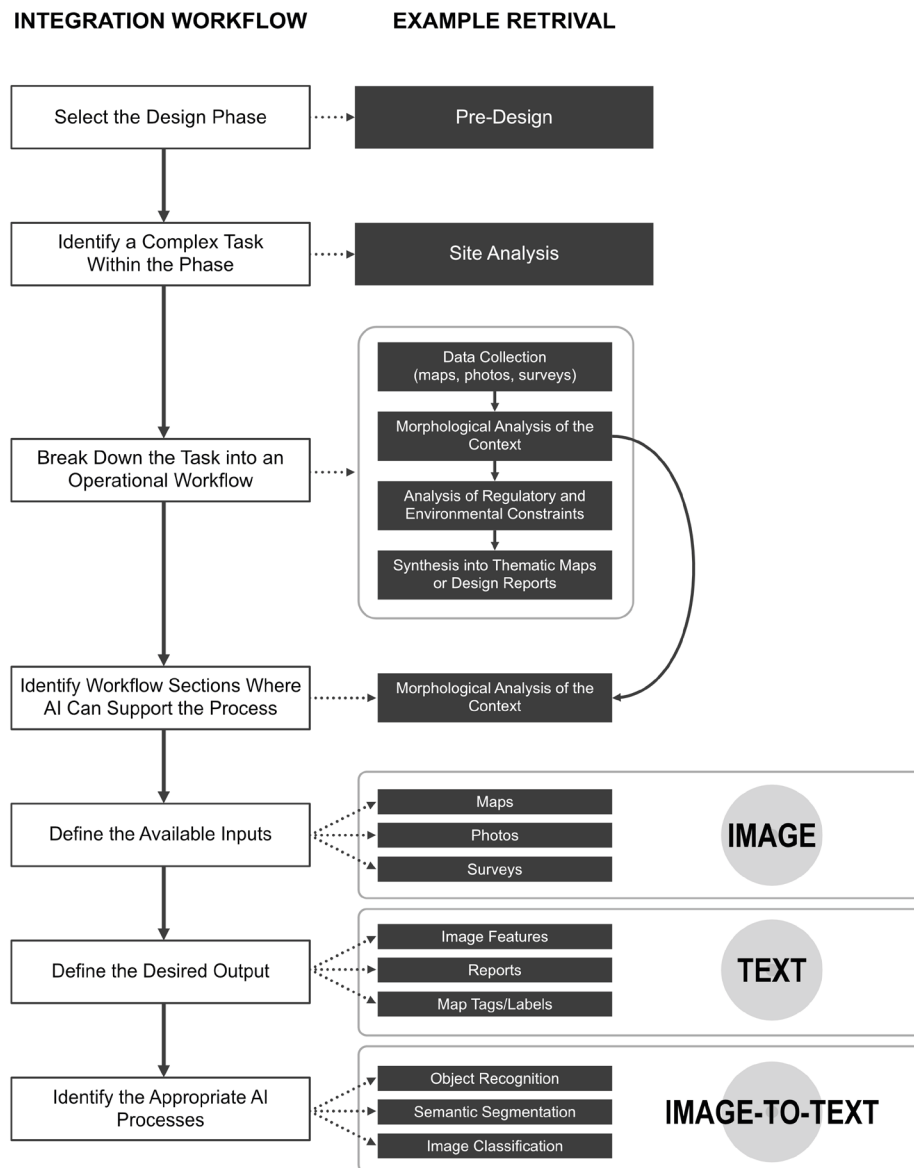 INTEGRATION WORKFLOW
EXAMPLE RETRIVAL
Select the Design Phase
Pre-Design
Identify a Complex Task
Within the Phase
Site Analysis
Break Down the Task into an
Operational Workflow
Data Collection
(maps, photos, surveys)
Morphological Analysis of the
Context
Analysis of Regulatory and
Environmental Constraints
Synthesis into Thematic Maps
or Design Reports
Identify Workflow Sections Where
AI Can Support the Process
Morphological Analysis of the
Context
Define the Available Inputs
Maps
Photos
Surveys
IMAGE
Define the Desired Output
Image Features
Reports
Map Tags/Labels
TEXT
Identify the Appropriate AI
Processes
Object Recognition
Semantic Segmentation
Image Classification
IMAGE-TO-TEXT